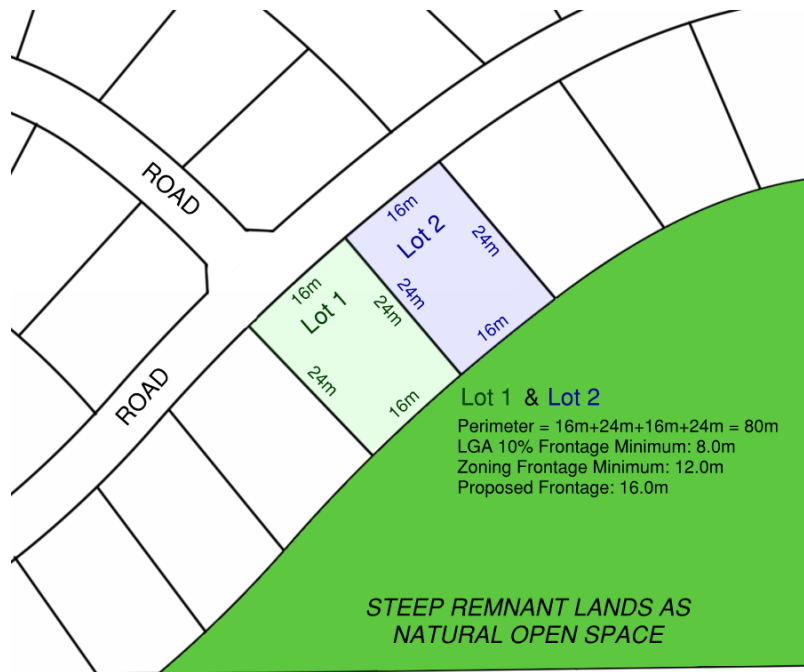 ROAD
16m
Lot 2
24m
24m
16m
16m
Lot 1
24m
24m
16m
ROAD
Lot 1 & Lot 2
Perimeter = 16m+24m+16m+24m = 80m
LGA 10% Frontage Minimum: 8.0m
Zoning Frontage Minimum: 12.0m
Proposed Frontage: 16.0m
STEEP REMNANT LANDS AS
NATURAL OPEN SPACE